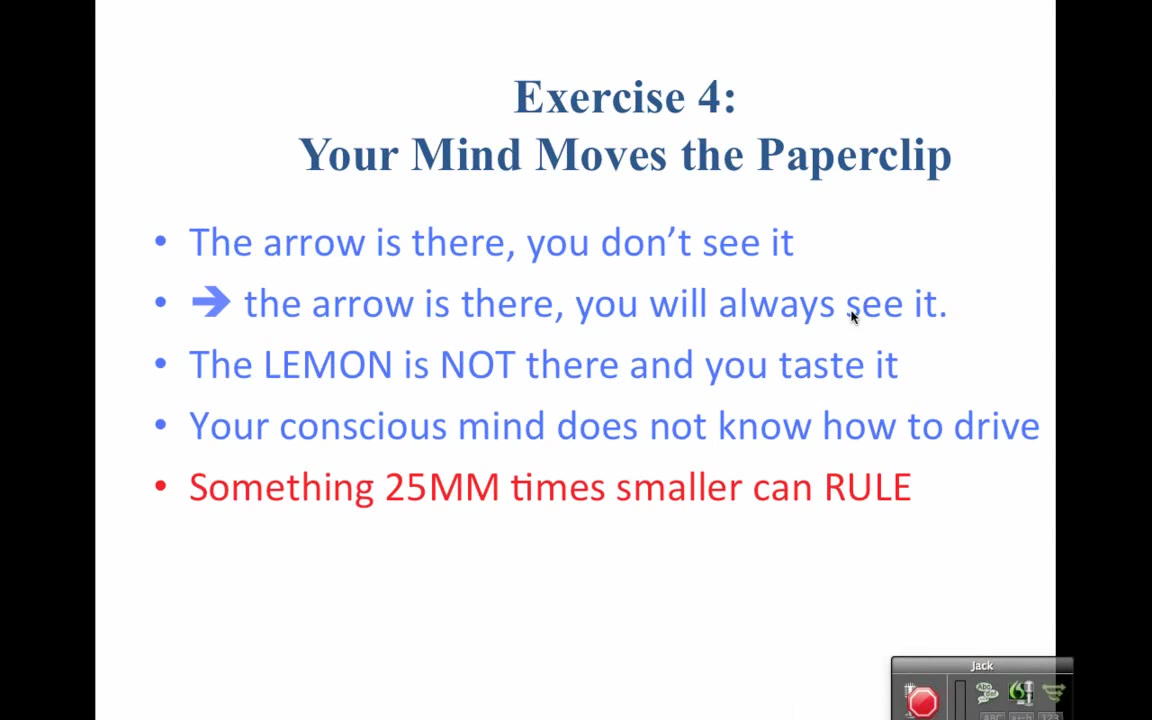 Exercise 4:
Your Mind Moves the Paperclip
• The arrow is there, you don’t see it
• ➔ the arrow is there, you will always see it.
• The LEMON is NOT there and you taste it
• Your conscious mind does not know how to drive
• Something 25MM times smaller can RULE
Jack